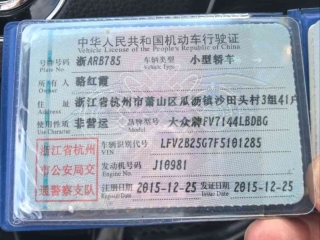 中华人民共和国机动车行驶证
Vehicle License of the People's Republic of China
号牌号码 浙ARB785 车辆类型 小型轿车
Plate No. Vehicle Type
所有人 骆红霞
Owner
住址 浙江省杭州市萧山区瓜沥镇沙田头村3组41户
Address
使用性质 非营运 品牌型号 大众牌FV7144LBDBG
Use Character Model
浙江省杭州市公安局交通警察支队
车辆识别代号 LFV2B25G7F5101285
VIN
发动机号码 J10981
Engine No.
注册日期 2015-12-25 发证日期 2015-12-25
Register Date Issue Date